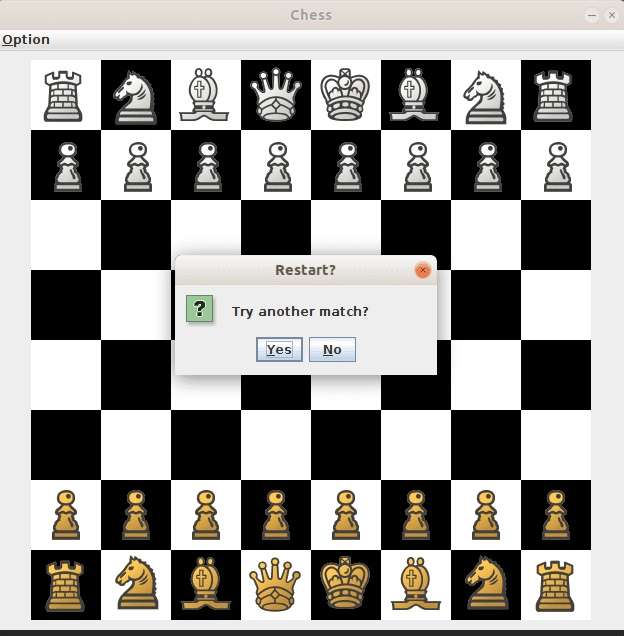 Chess
Option
Restart?
?
Try another match?
Yes
No